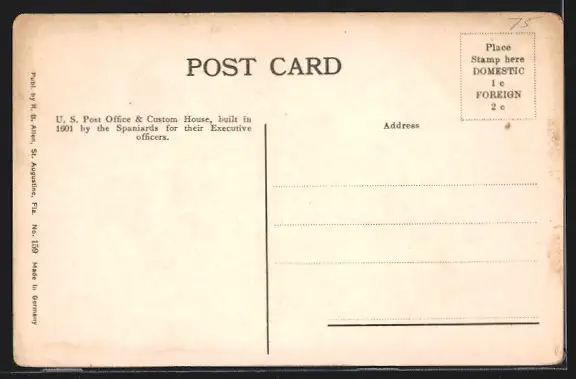 75
POST CARD
Place
Stamp here
DOMESTIC
1 c
FOREIGN
2 c
U. S. Post Office & Custom House, built in
1601 by the Spaniards for their Executive
officers.
Address
Publ. by H. B. Allen, St. Augustine, Fla. No. 159 Made in Germany